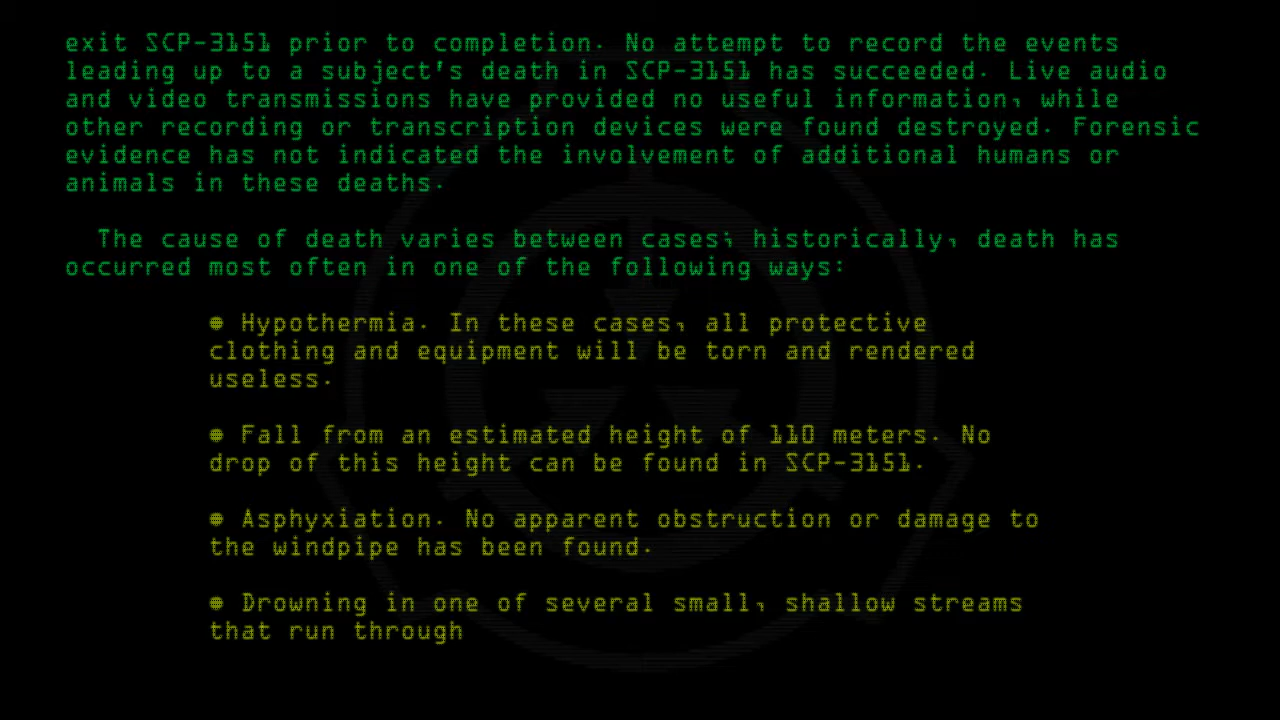 exit SCP-3151 prior to completion. No attempt to record the events
leading up to a subject's death in SCP-3151 has succeeded. Live audio
and video transmissions have provided no useful information, while
other recording or transcription devices were found destroyed. Forensic
evidence has not indicated the involvement of additional humans or
animals in these deaths.
The cause of death varies between cases; historically, death has
occurred most often in one of the following ways:
● Hypothermia. In these cases, all protective
clothing and equipment will be torn and rendered
useless.
● Fall from an estimated height of 110 meters. No
drop of this height can be found in SCP-3151.
● Asphyxiation. No apparent obstruction or damage to
the windpipe has been found.
● Drowning in one of several small, shallow streams
that run through